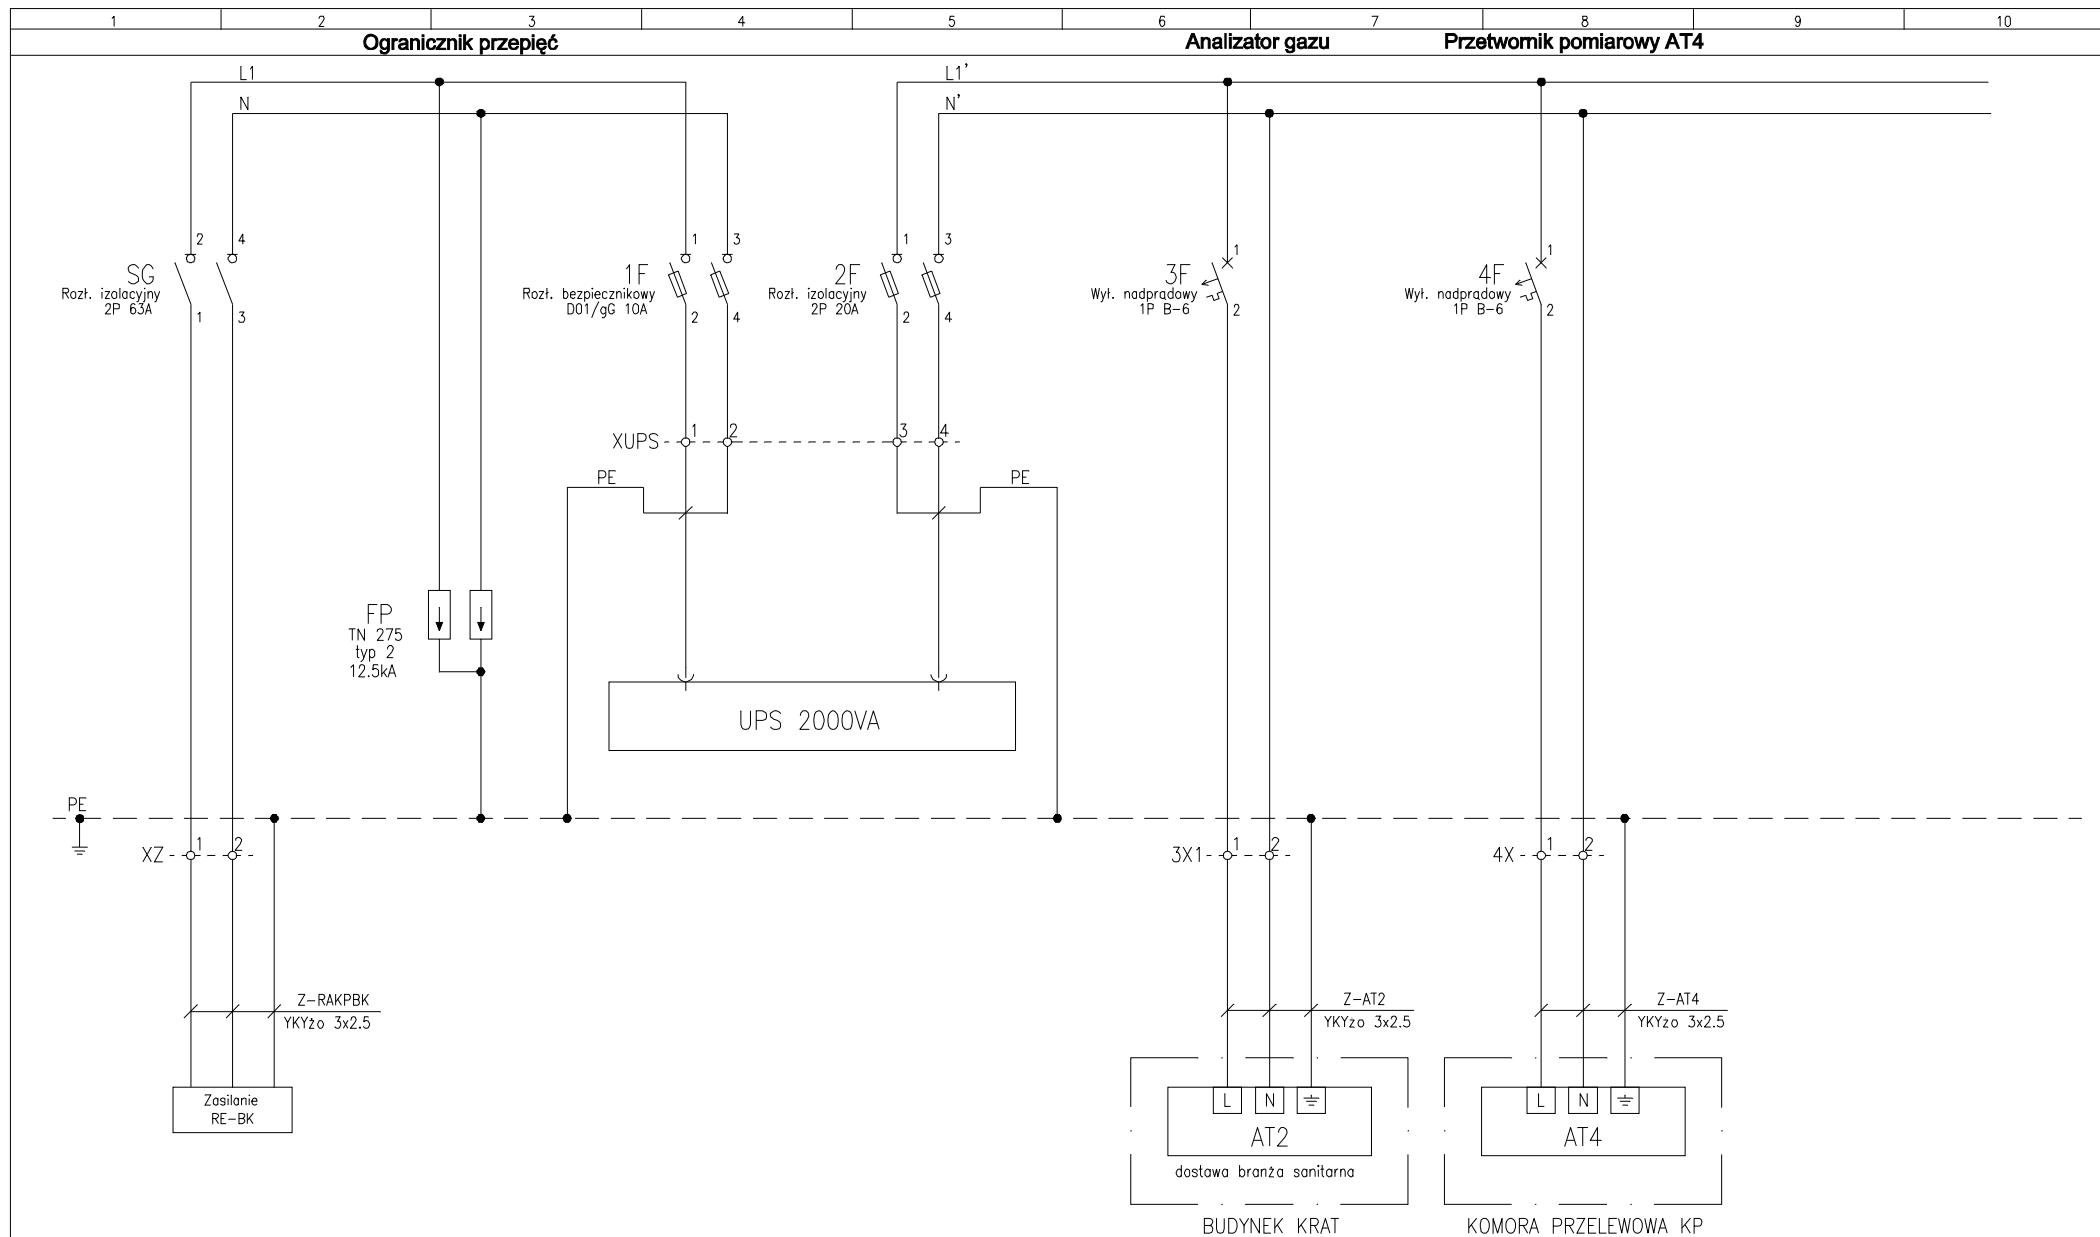 1 2 3 4 5 6 7 8 9 10
Ogranicznik przepięć Analizator gazu Przetwornik pomiarowy AT4
L1 L1'
N N'
2 4 1 3 1 3 1 1
SG
Rozł. izolacyjny
2P 63A
1 3
1F
Rozł. bezpiecznikowy
D01/gG 10A
2 4
2F
Rozł. izolacyjny
2P 20A
2 4
3F
Wył. nadprądowy
1P B-6
2
4F
Wył. nadprądowy
1P B-6
2
XUPS 1 2 3 4
PE PE
FP
TN 275
typ 2
12.5kA
UPS 2000VA
PE
XZ 1 2
3X1 1 2
4X 1 2
Z-RAKPBK
YKYżo 3x2.5
Z-AT2
YKYżo 3x2.5
Z-AT4
YKYżo 3x2.5
Zasilanie
RE-BK
L N
AT2
dostawa branża sanitarna
BUDYNEK KRAT
L N
AT4
KOMORA PRZELEWOWA KP